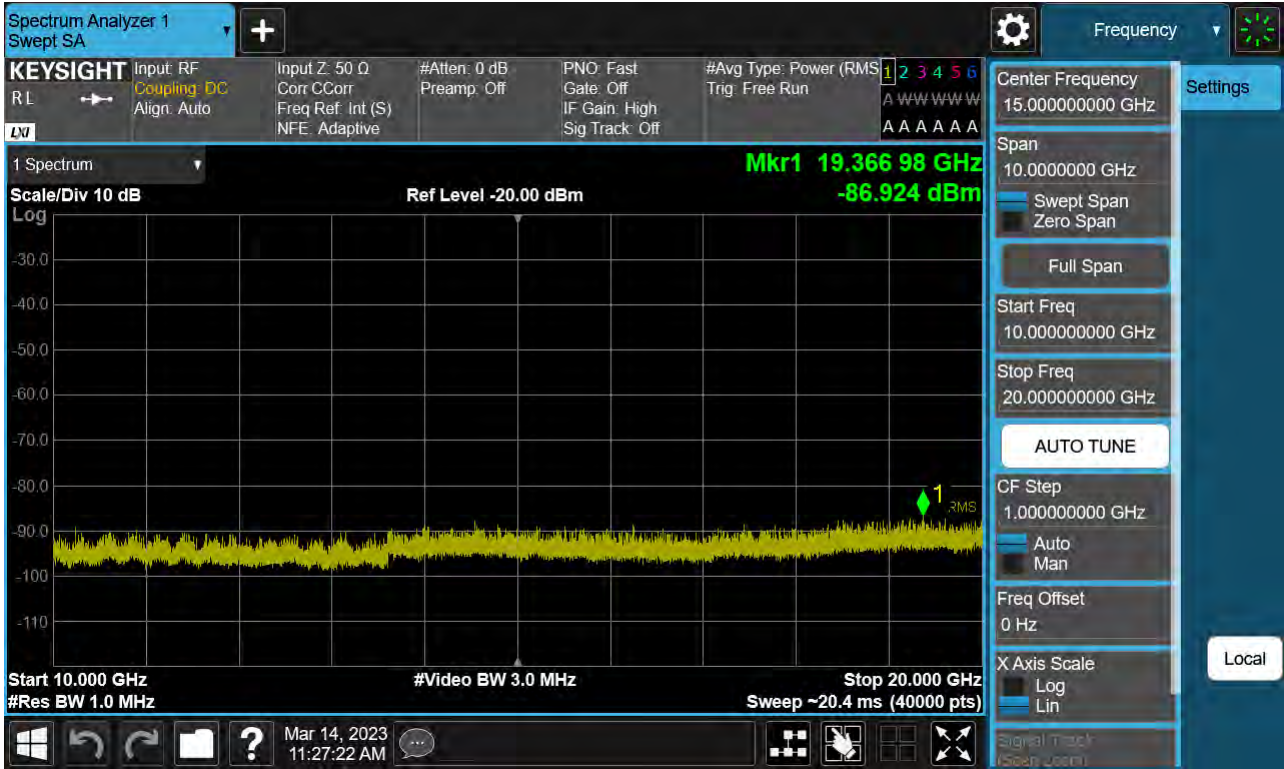 Spectrum Analyzer 1
Swept SA
+
Frequency
KEYSIGHT
R L
LXI
Input: RF
Coupling: DC
Align: Auto
Input Z: 50 Ω
Corr CCorr
Freq Ref: Int (S)
NFE: Adaptive
#Atten: 0 dB
Preamp: Off
PNO: Fast
Gate: Off
IF Gain: High
Sig Track: Off
#Avg Type: Power (RMS
Trig: Free Run
1 2 3 4 5 6
A W W W W W
A A A A A A
1 Spectrum
Mkr1 19.366 98 GHz
Scale/Div 10 dB
Ref Level -20.00 dBm
-86.924 dBm
Log
-30.0
-40.0
-50.0
-60.0
-70.0
-80.0
-90.0
-100
-110
1
RMS
Start 10.000 GHz
#Video BW 3.0 MHz
Stop 20.000 GHz
#Res BW 1.0 MHz
Sweep ~20.4 ms (40000 pts)
Center Frequency
15.000000000 GHz
Settings
Span
10.0000000 GHz
Swept Span
Zero Span
Full Span
Start Freq
10.000000000 GHz
Stop Freq
20.000000000 GHz
AUTO TUNE
CF Step
1.000000000 GHz
Auto
Man
Freq Offset
0 Hz
X Axis Scale
Log
Lin
Local
Signal Track
(Span Zoom)
?
Mar 14, 2023
11:27:22 AM